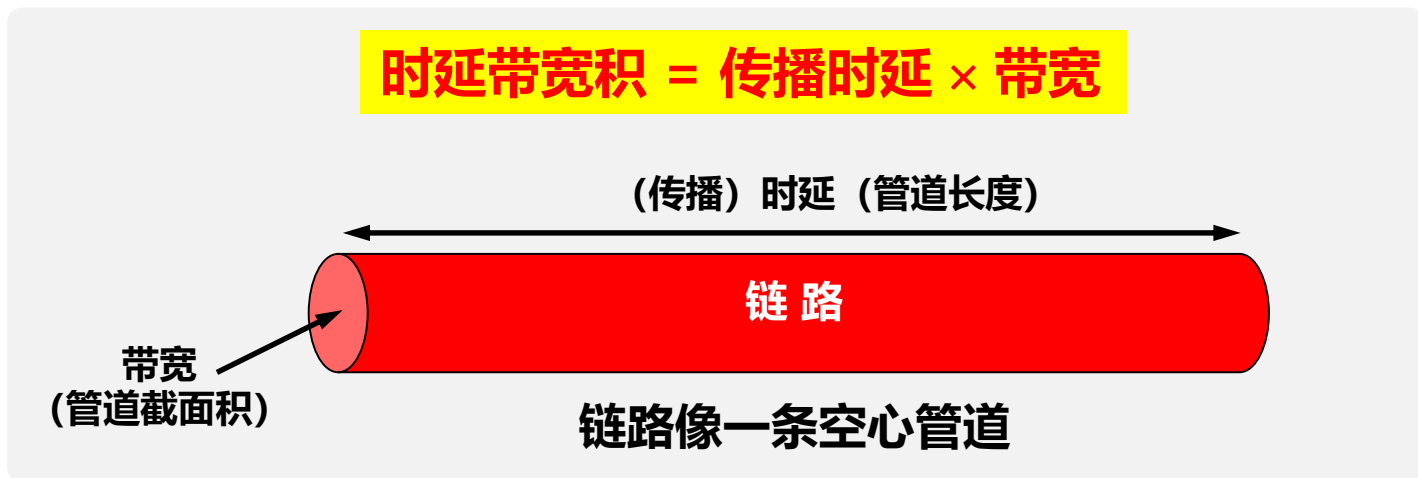 时延带宽积 = 传播时延 × 带宽
（传播）时延（管道长度）
链 路
带宽
（管道截面积）
链路像一条空心管道